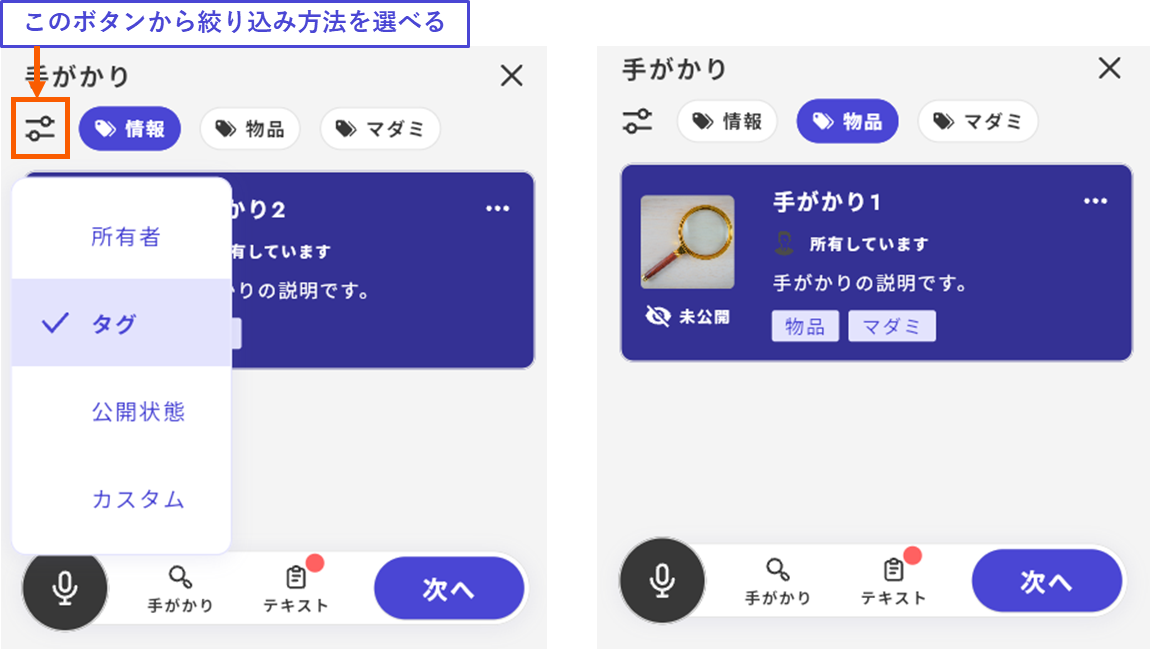 このボタンから絞り込み方法を選べる
手がかり
情報
物品
マダミ
かり2
有しています
りの説明です。
所有者
タグ
公開状態
カスタム
手がかり
テキスト
次へ
手がかり
情報
物品
マダミ
手がかり1
所有しています
手がかりの説明です。
未公開
物品
マダミ
手がかり
テキスト
次へ